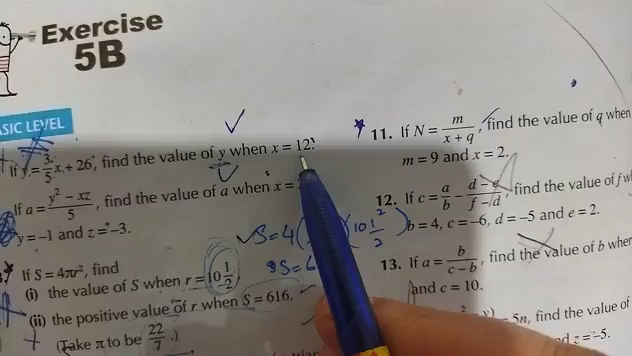 Exercise
5B
BASIC LEVEL
If y = 3/5 x + 26, find the value of y when x = 12.
If a = (y² − xz)/5, find the value of a when x =
y = −1 and z = −3.
If S = 4πr², find
(i) the value of S when r = 10 1/2
(ii) the positive value of r when S = 616.
(Take π to be 22/7.)
S = 4( )(10 1/2)²
11. If N = m/(x + q), find the value of q when
m = 9 and x = 2.
12. If c = a/b − (d − e)/(f − d), find the value of f w
b = 4, c = −6, d = −5 and e = 2.
13. If a = b/(c − b), find the value of b when
and c = 10.
5n, find the value of
z = −5.